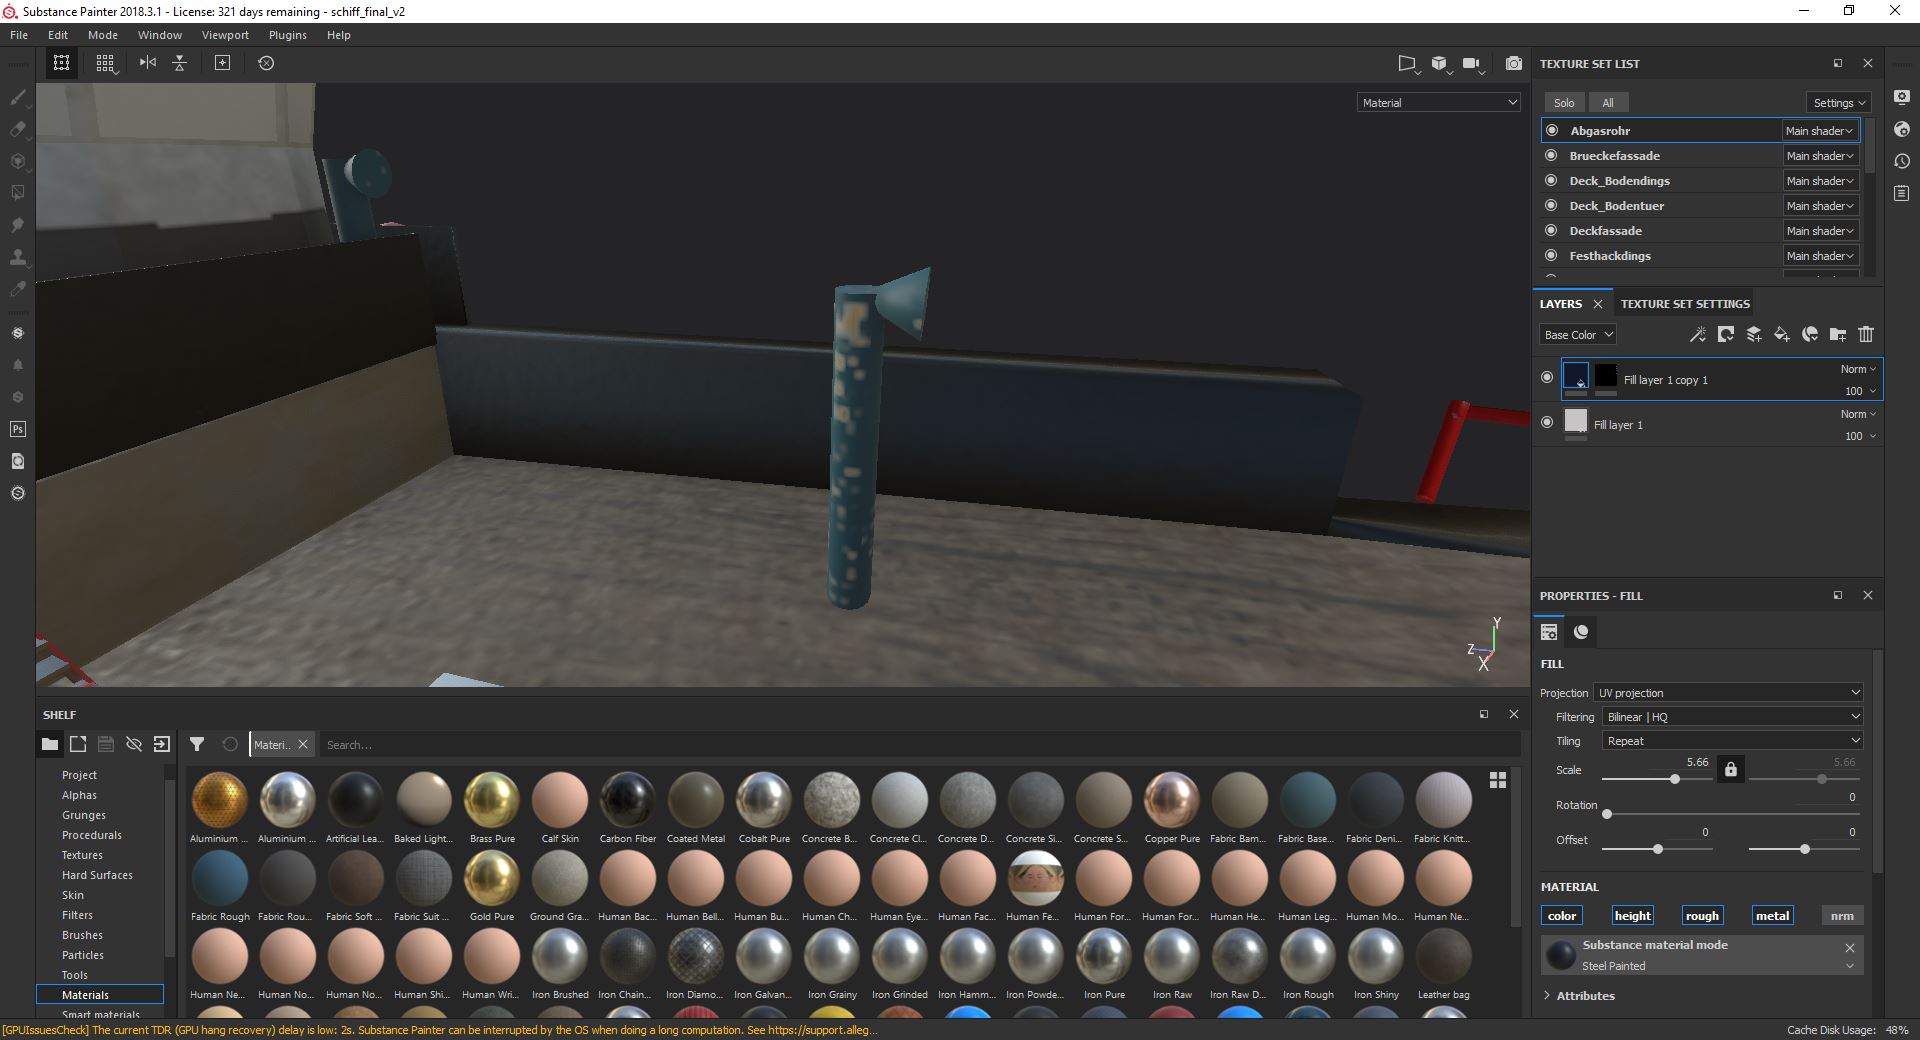 Substance Painter 2018.3.1 - License: 321 days remaining - schiff_final_v2
File Edit Mode Window Viewport Plugins Help
Material
TEXTURE SET LIST
Solo All Settings
Abgasrohr Main shader
Brueckefassade Main shader
Deck_Bodendings Main shader
Deck_Bodentuer Main shader
Deckfassade Main shader
Festhackdings Main shader
LAYERS TEXTURE SET SETTINGS
Base Color
Norm
Fill layer 1 copy 1
100
Norm
Fill layer 1
100
Ps
Y
Z
X
PROPERTIES - FILL
FILL
Projection UV projection
Filtering Bilinear | HQ
Tiling Repeat
Scale 5.66 5.66
Rotation 0
Offset 0 0
MATERIAL
color height rough metal nrm
Substance material mode
Steel Painted
Attributes
SHELF
Materi.. Search...
Project
Alphas
Grunges
Procedurals
Textures
Hard Surfaces
Skin
Filters
Brushes
Particles
Tools
Materials
Smart materials
Aluminium ... Aluminium ... Artificial Lea... Baked Light... Brass Pure Calf Skin Carbon Fiber Coated Metal Cobalt Pure Concrete B... Concrete Cl... Concrete D... Concrete Si... Concrete S... Copper Pure Fabric Bam... Fabric Base... Fabric Deni... Fabric Knitt...
Fabric Rough Fabric Rou... Fabric Soft ... Fabric Suit ... Gold Pure Ground Gra... Human Bac... Human Bell... Human Bu... Human Ch... Human Eye... Human Fac... Human Fe... Human For... Human For... Human He... Human Leg... Human Mo... Human Ne...
Human Ne... Human No... Human No... Human Shi... Human Wri... Iron Brushed Iron Chain... Iron Diamo... Iron Galvan... Iron Grainy Iron Grinded Iron Hamm... Iron Powde... Iron Pure Iron Raw Iron Raw D... Iron Rough Iron Shiny Leather bag
[GPUIssuesCheck] The current TDR (GPU hang recovery) delay is low: 2s. Substance Painter can be interrupted by the OS when doing a long computation. See https://support.alleg...
Cache Disk Usage: 48%